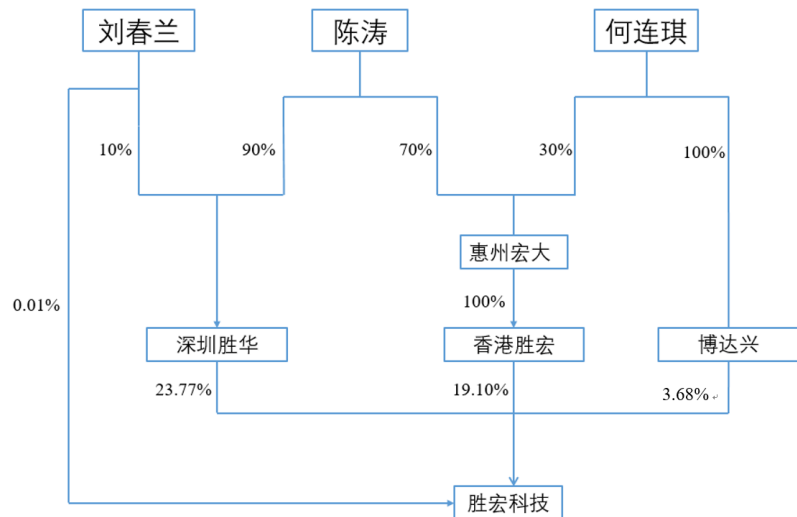 刘春兰
陈涛
何连琪
10%
90%
70%
30%
100%
惠州宏大
0.01%
100%
深圳胜华
香港胜宏
博达兴
23.77%
19.10%
3.68%
胜宏科技